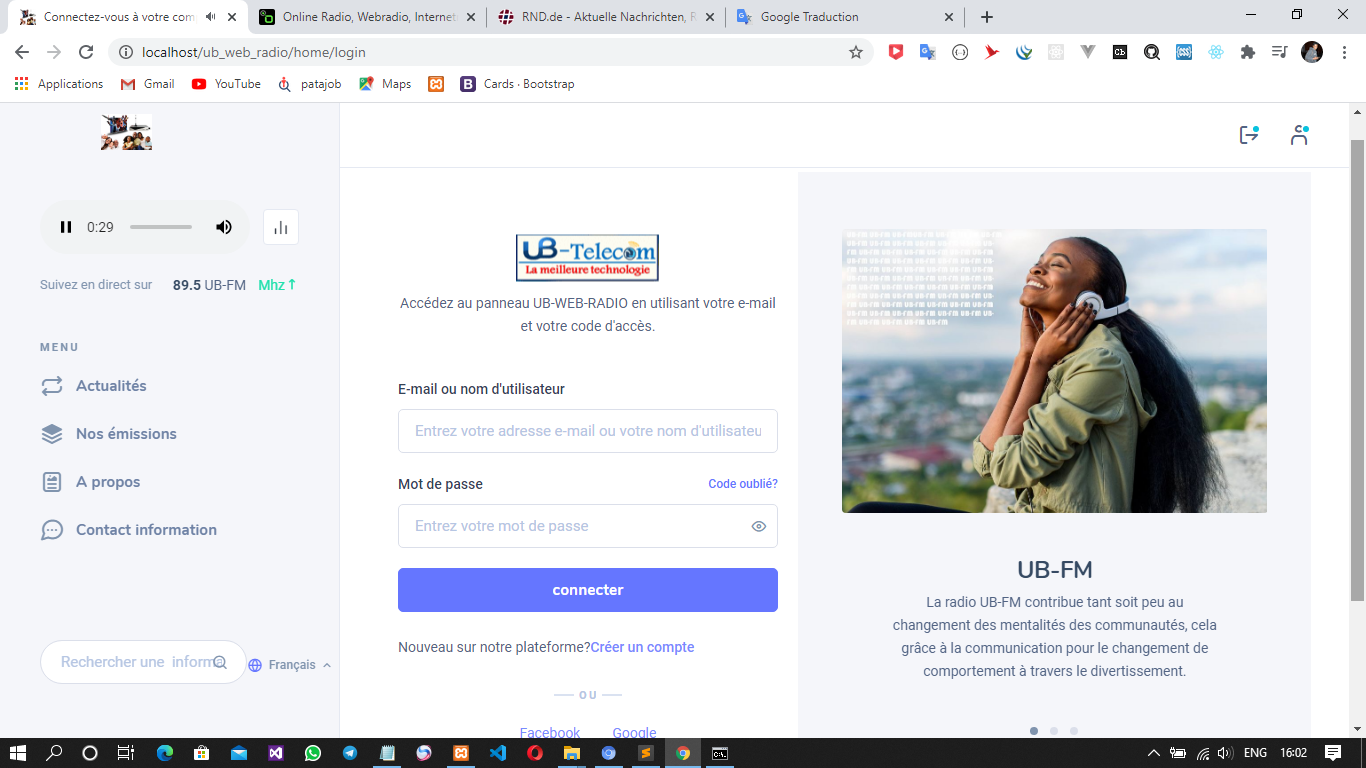 Connectez-vous à votre com
Online Radio, Webradio, Internet
RND.de - Aktuelle Nachrichten, R
Google Traduction
localhost/ub_web_radio/home/login
Applications
Gmail
YouTube
patajob
Maps
Cards · Bootstrap
0:29
Suivez en direct sur
89.5 UB-FM
Mhz
MENU
Actualités
Nos émissions
A propos
Contact information
Rechercher une informa
Français
UB-Telecom
La meilleure technologie
Accédez au panneau UB-WEB-RADIO en utilisant votre e-mail
et votre code d'accès.
E-mail ou nom d'utilisateur
Entrez votre adresse e-mail ou votre nom d'utilisateu
Mot de passe
Code oublié?
Entrez votre mot de passe
connecter
Nouveau sur notre plateforme?Créer un compte
OU
Facebook
Google
UB-FM
La radio UB-FM contribue tant soit peu au
changement des mentalités des communautés, cela
grâce à la communication pour le changement de
comportement à travers le divertissement.
ENG
16:02